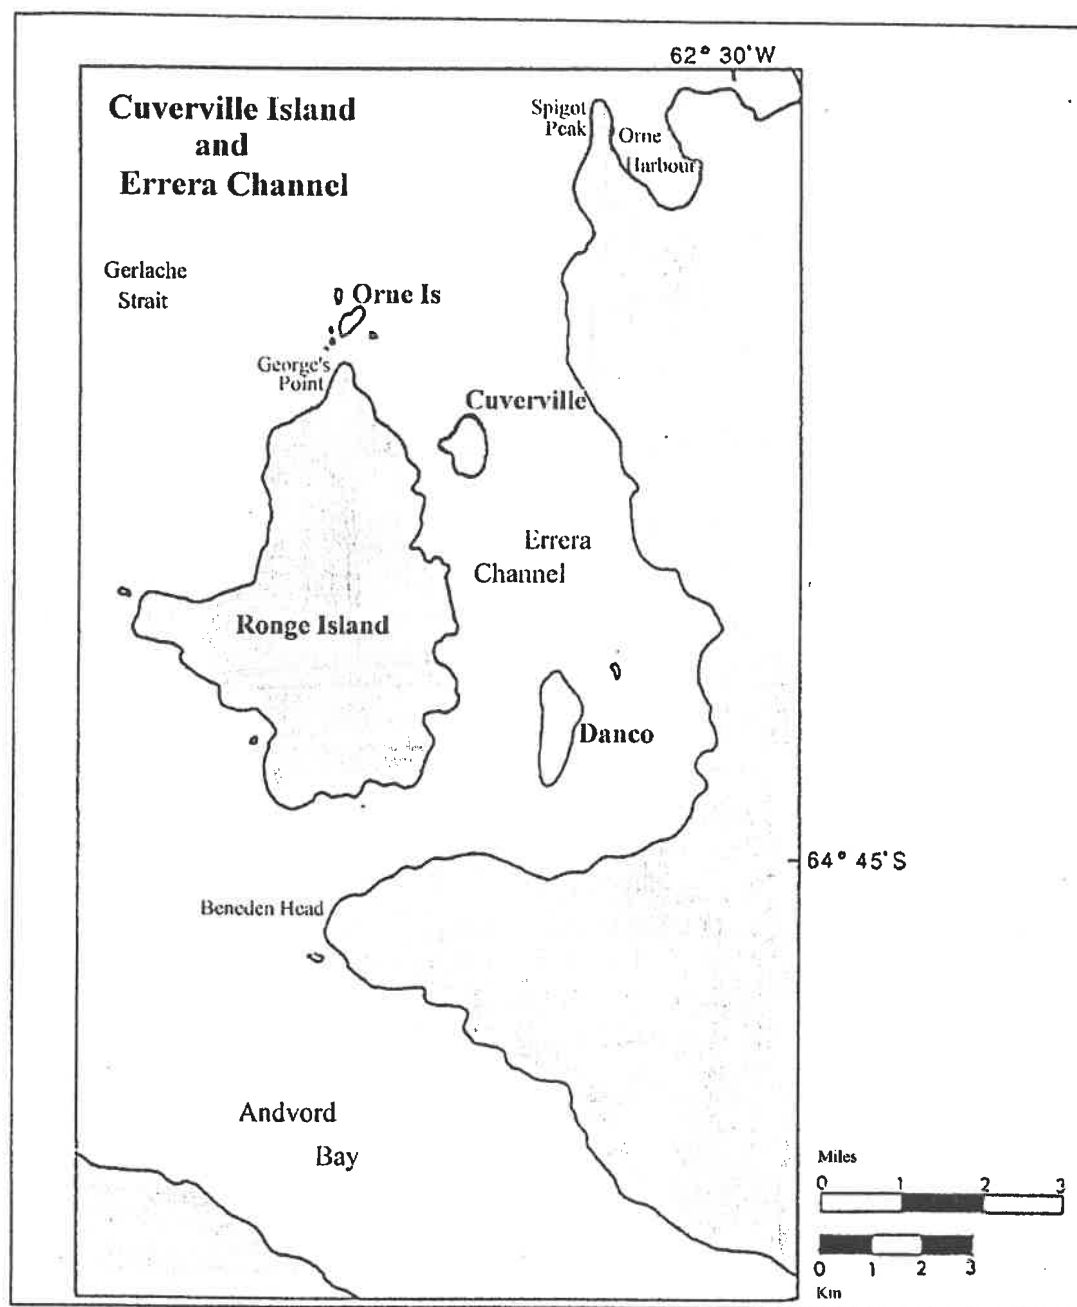 62° 30'W
Cuverville Island
and
Errera Channel
Spigot
Peak
Orne
Harbour
Gerlache
Strait
Orne Is
George's
Point
Cuverville
Errera
Channel
Ronge Island
Danco
64° 45'S
Beneden Head
Andvord
Bay
Miles
0 1 2 3
0 1 2 3
Km